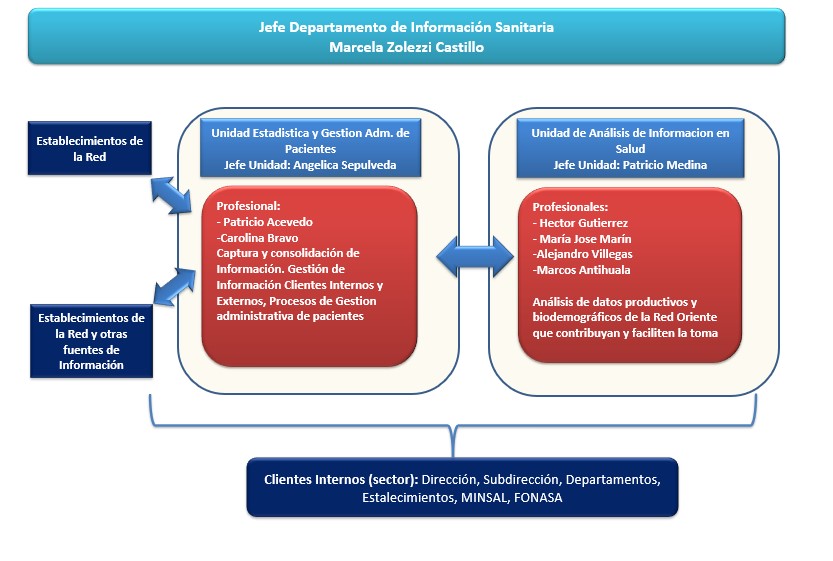 Jefe Departamento de Información Sanitaria
Marcela Zolezzi Castillo
Establecimientos de
la Red
Unidad Estadistica y Gestion Adm. de
Pacientes
Jefe Unidad: Angelica Sepulveda
Unidad de Análisis de Informacion en
Salud
Jefe Unidad: Patricio Medina
Profesional:
- Patricio Acevedo
-Carolina Bravo
Captura y consolidación de
Información. Gestión de
Información Clientes Internos y
Externos, Procesos de Gestion
administrativa de pacientes
Profesionales:
- Hector Gutierrez
- María Jose Marín
-Alejandro Villegas
-Marcos Antihuala
Análisis de datos productivos y
biodemográficos de la Red Oriente
que contribuyan y faciliten la toma
Establecimientos de
la Red y otras
fuentes de
Información
Clientes Internos (sector): Dirección, Subdirección, Departamentos,
Estalecimientos, MINSAL, FONASA